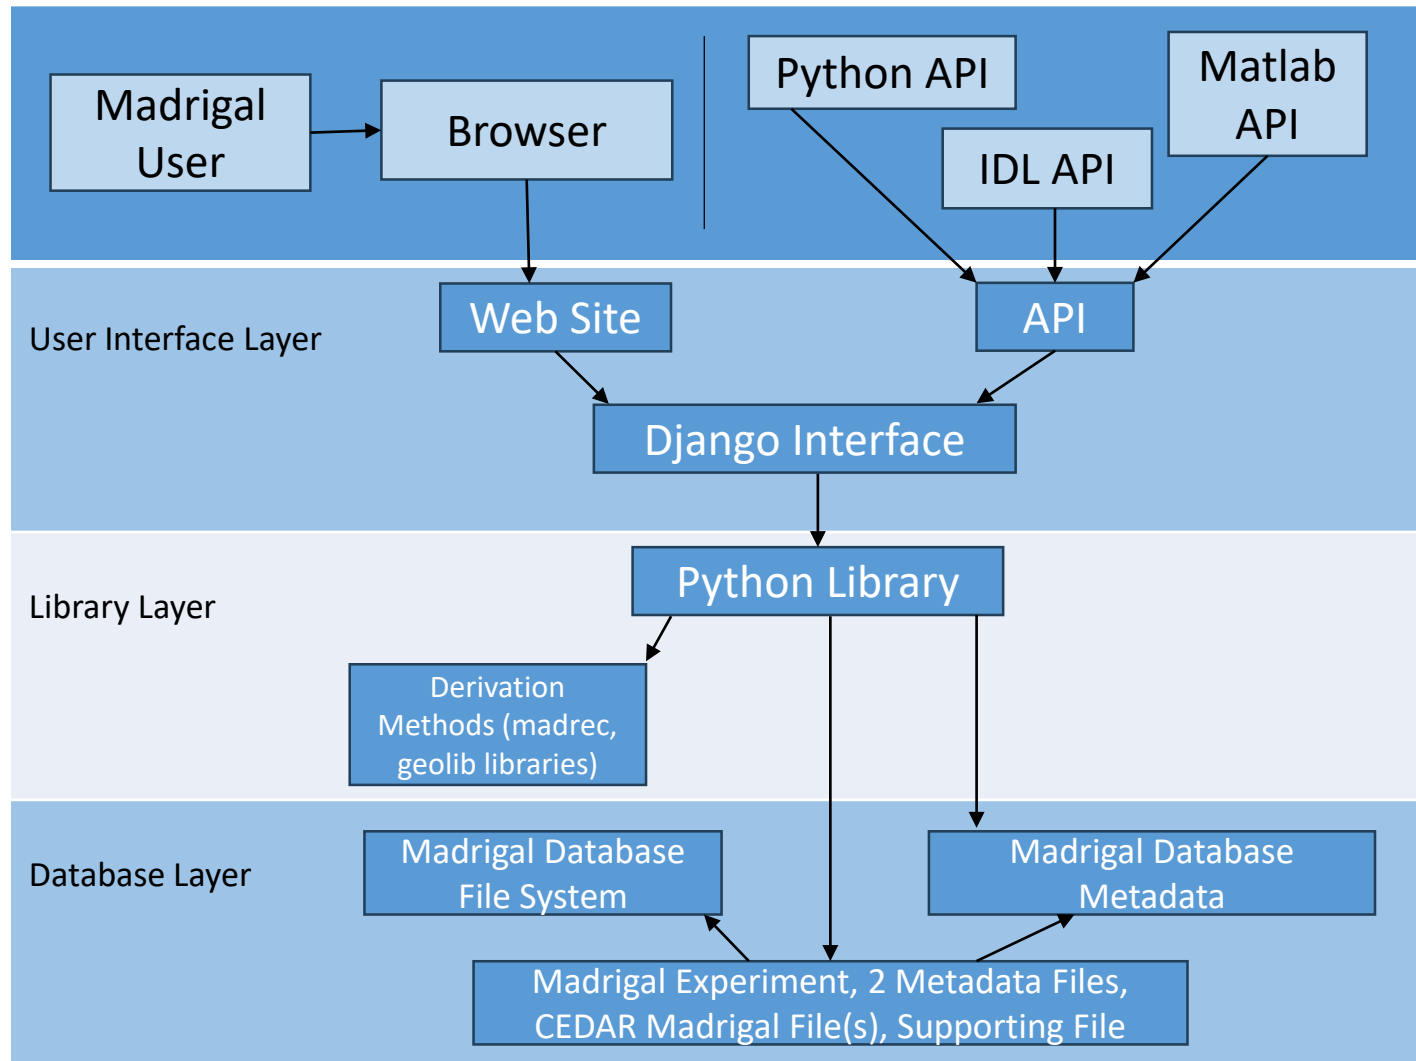 Madrigal
User
Browser
Python API
IDL API
Matlab
API
User Interface Layer
Web Site
API
Django Interface
Library Layer
Python Library
Derivation
Methods (madrec,
geolib libraries)
Database Layer
Madrigal Database
File System
Madrigal Database
Metadata
Madrigal Experiment, 2 Metadata Files,
CEDAR Madrigal File(s), Supporting File